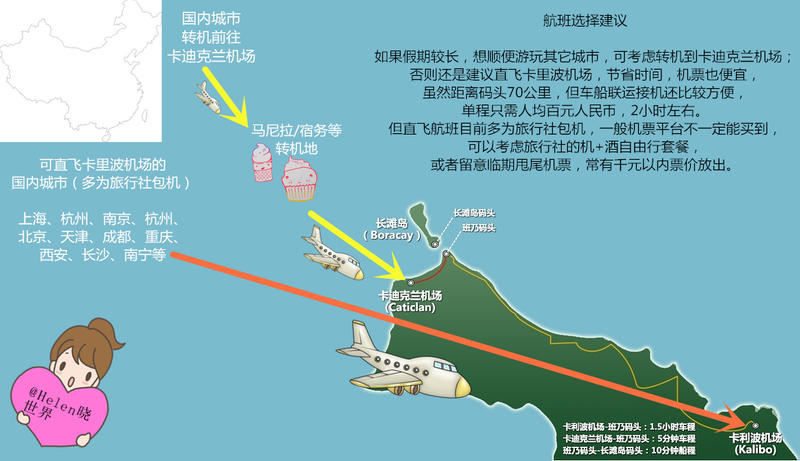 国内城市
转机前往
卡迪克兰机场
马尼拉/宿务等
转机地
航班选择建议
如果假期较长，想顺便游玩其它城市，可考虑转机到卡迪克兰机场；
否则还是建议直飞卡里波机场，节省时间，机票也便宜，
虽然距离码头70公里，但车船联运接机还比较方便，
单程只需人均百元人民币，2小时左右。
但直飞航班目前多为旅行社包机，一般机票平台不一定能买到，
可以考虑旅行社的机+酒自由行套餐，
或者留意临期甩尾机票，常有千元以内票价放出。
可直飞卡里波机场的
国内城市（多为旅行社包机）
上海、杭州、南京、杭州、
北京、天津、成都、重庆、
西安、长沙、南宁等
长滩岛
（Boracay）
长滩岛码头
班乃码头
卡迪克兰机场
(Caticlan)
@Helen晓
世界
卡利波机场-班乃码头：1.5小时车程
卡迪克兰机场-班乃码头：5分钟车程
班乃码头-长滩岛码头：10分钟船程
卡利波机场
(Kalibo)